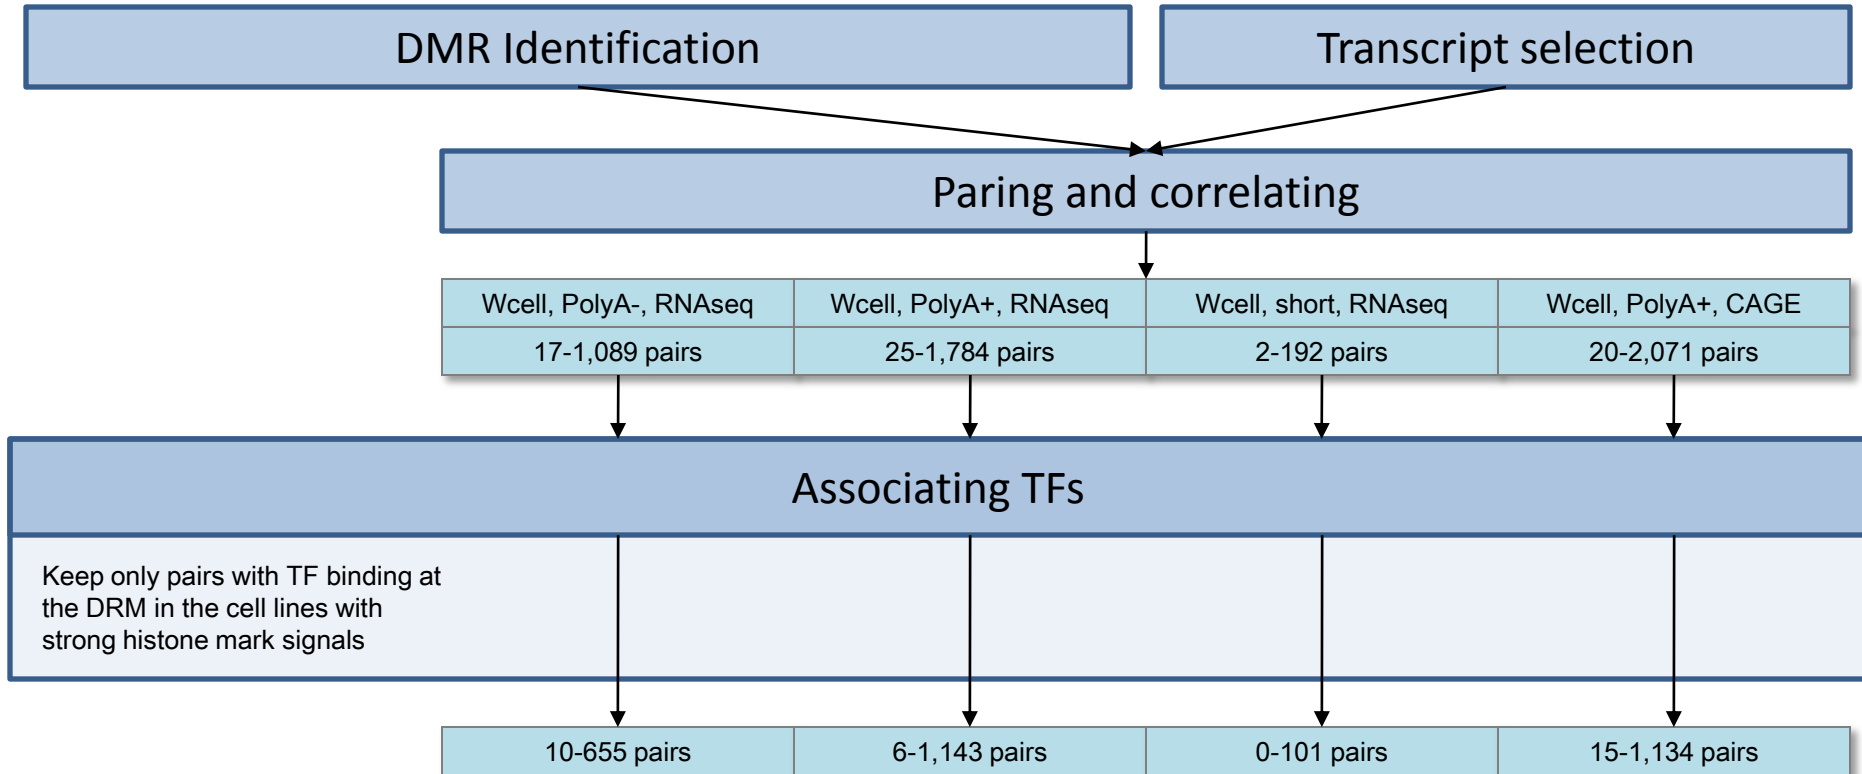 DMR Identification
Transcript selection
Paring and correlating
Wcell, PolyA-, RNAseq
Wcell, PolyA+, RNAseq
Wcell, short, RNAseq
Wcell, PolyA+, CAGE
17-1,089 pairs
25-1,784 pairs
2-192 pairs
20-2,071 pairs
Associating TFs
Keep only pairs with TF binding at
the DRM in the cell lines with
strong histone mark signals
10-655 pairs
6-1,143 pairs
0-101 pairs
15-1,134 pairs